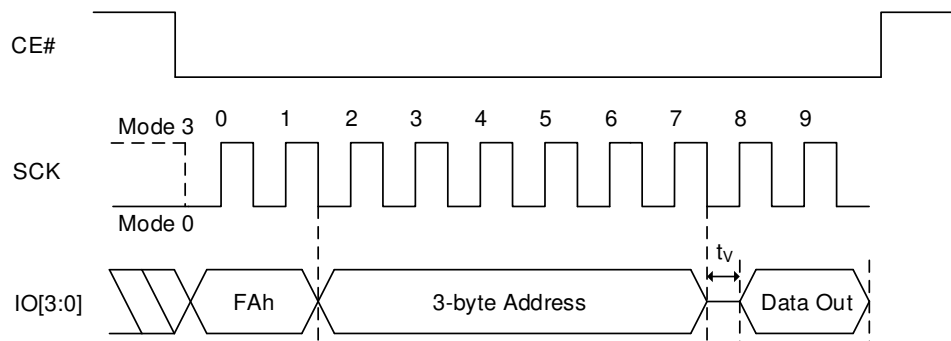 CE#
Mode 3 0 1 2 3 4 5 6 7 8 9
SCK
Mode 0
tV
IO[3:0] FAh 3-byte Address Data Out